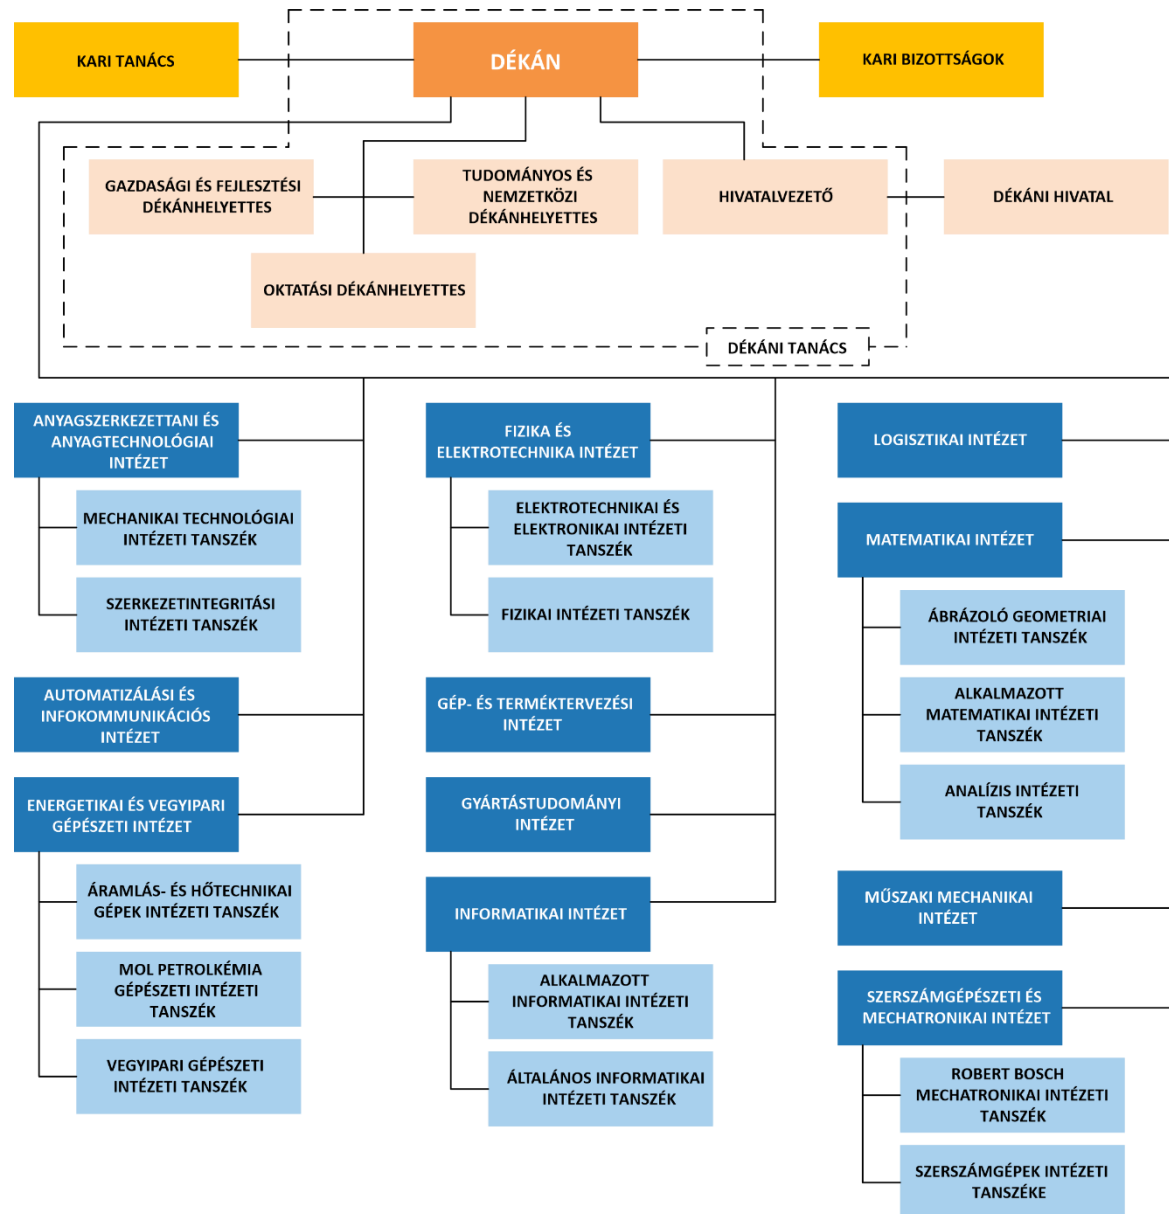 KARI TANÁCS
DÉKÁN
KARI BIZOTTSÁGOK
GAZDASÁGI ÉS FEJLESZTÉSI
DÉKÁNHELYETTES
TUDOMÁNYOS ÉS
NEMZETKÖZI
DÉKÁNHELYETTES
HIVATALVEZETŐ
DÉKÁNI HIVATAL
OKTATÁSI DÉKÁNHELYETTES
DÉKÁNI TANÁCS
ANYAGSZERKEZETTANI ÉS
ANYAGTECHNOLÓGIAI
INTÉZET
MECHANIKAI TECHNOLÓGIAI
INTÉZETI TANSZÉK
SZERKEZETINTEGRITÁSI
INTÉZETI TANSZÉK
AUTOMATIZÁLÁSI ÉS
INFOKOMMUNIKÁCIÓS
INTÉZET
ENERGETIKAI ÉS VEGYIPARI
GÉPÉSZETI INTÉZET
ÁRAMLÁS- ÉS HŐTECHNIKAI
GÉPEK INTÉZETI TANSZÉK
MOL PETROLKÉMIA
GÉPÉSZETI INTÉZETI
TANSZÉK
VEGYIPARI GÉPÉSZETI
INTÉZETI TANSZÉK
FIZIKA ÉS
ELEKTROTECHNIKA INTÉZET
ELEKTROTECHNIKAI ÉS
ELEKTRONIKAI INTÉZETI
TANSZÉK
FIZIKAI INTÉZETI TANSZÉK
GÉP- ÉS TERMÉKTERVEZÉSI
INTÉZET
GYÁRTÁSTUDOMÁNYI
INTÉZET
INFORMATIKAI INTÉZET
ALKALMAZOTT
INFORMATIKAI INTÉZETI
TANSZÉK
ÁLTALÁNOS INFORMATIKAI
INTÉZETI TANSZÉK
LOGISZTIKAI INTÉZET
MATEMATIKAI INTÉZET
ÁBRÁZOLÓ GEOMETRIAI
INTÉZETI TANSZÉK
ALKALMAZOTT
MATEMATIKAI INTÉZETI
TANSZÉK
ANALÍZIS INTÉZETI
TANSZÉK
MŰSZAKI MECHANIKAI
INTÉZET
SZERSZÁMGÉPÉSZETI ÉS
MECHATRONIKAI INTÉZET
ROBERT BOSCH
MECHATRONIKAI INTÉZETI
TANSZÉK
SZERSZÁMGÉPEK INTÉZETI
TANSZÉKE